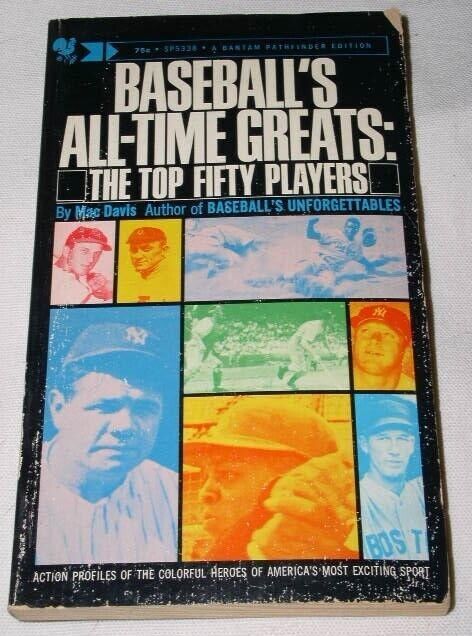 75¢ • SP5338 • A BANTAM PATHFINDER EDITION
BASEBALL'S
ALL-TIME GREATS:
THE TOP FIFTY PLAYERS
By Mac Davis Author of BASEBALL'S UNFORGETTABLES
BOST
ACTION PROFILES OF THE COLORFUL HEROES OF AMERICA'S MOST EXCITING SPORT